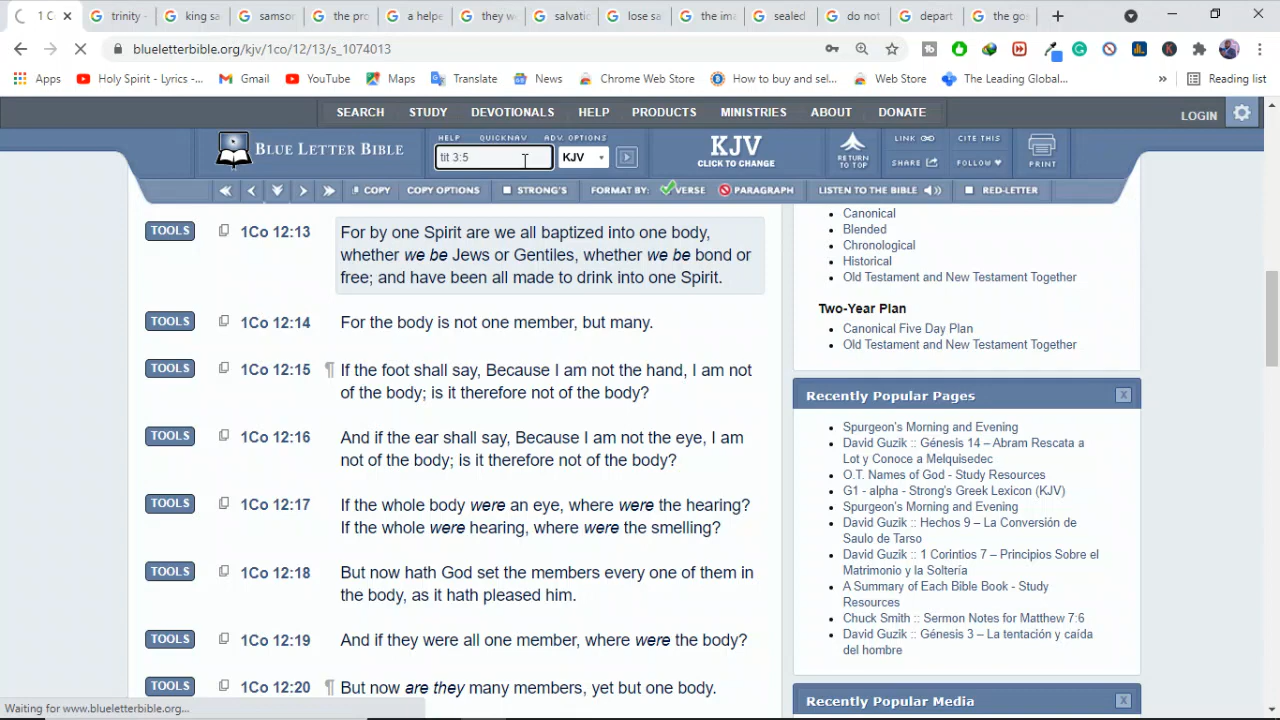 1 C
trinity -
king sa
samsor
the pro
a helpe
they we
salvatio
lose sa
the ima
sealed
do not
depart
the gos
blueletterbible.org/kjv/1co/12/13/s_1074013
Apps
Holy Spirit - Lyrics -...
Gmail
YouTube
Maps
Translate
News
Chrome Web Store
How to buy and sel...
Web Store
The Leading Global...
»
Reading list
SEARCH STUDY DEVOTIONALS HELP PRODUCTS MINISTRIES ABOUT DONATE
LOGIN
BLUE LETTER BIBLE
HELP QUICKNAV ADV. OPTIONS
tit 3:5
KJV
KJV
CLICK TO CHANGE
RETURN
TO TOP
LINK
CITE THIS
SHARE
FOLLOW
PRINT
COPY COPY OPTIONS STRONG'S FORMAT BY: VERSE PARAGRAPH LISTEN TO THE BIBLE RED-LETTER
TOOLS 1Co 12:13 For by one Spirit are we all baptized into one body,
whether we be Jews or Gentiles, whether we be bond or
free; and have been all made to drink into one Spirit.
TOOLS 1Co 12:14 For the body is not one member, but many.
TOOLS 1Co 12:15 ¶ If the foot shall say, Because I am not the hand, I am not
of the body; is it therefore not of the body?
TOOLS 1Co 12:16 And if the ear shall say, Because I am not the eye, I am
not of the body; is it therefore not of the body?
TOOLS 1Co 12:17 If the whole body were an eye, where were the hearing?
If the whole were hearing, where were the smelling?
TOOLS 1Co 12:18 But now hath God set the members every one of them in
the body, as it hath pleased him.
TOOLS 1Co 12:19 And if they were all one member, where were the body?
TOOLS 1Co 12:20 ¶ But now are they many members, yet but one body.
Canonical
Blended
Chronological
Historical
Old Testament and New Testament Together
Two-Year Plan
Canonical Five Day Plan
Old Testament and New Testament Together
Recently Popular Pages X
Spurgeon's Morning and Evening
David Guzik :: Génesis 14 – Abram Rescata a
Lot y Conoce a Melquisedec
O.T. Names of God - Study Resources
G1 - alpha - Strong's Greek Lexicon (KJV)
Spurgeon's Morning and Evening
David Guzik :: Hechos 9 – La Conversión de
Saulo de Tarso
David Guzik :: 1 Corintios 7 – Principios Sobre el
Matrimonio y la Soltería
A Summary of Each Bible Book - Study
Resources
Chuck Smith :: Sermon Notes for Matthew 7:6
David Guzik :: Génesis 3 – La tentación y caída
del hombre
Recently Popular Media X
Waiting for www.blueletterbible.org...